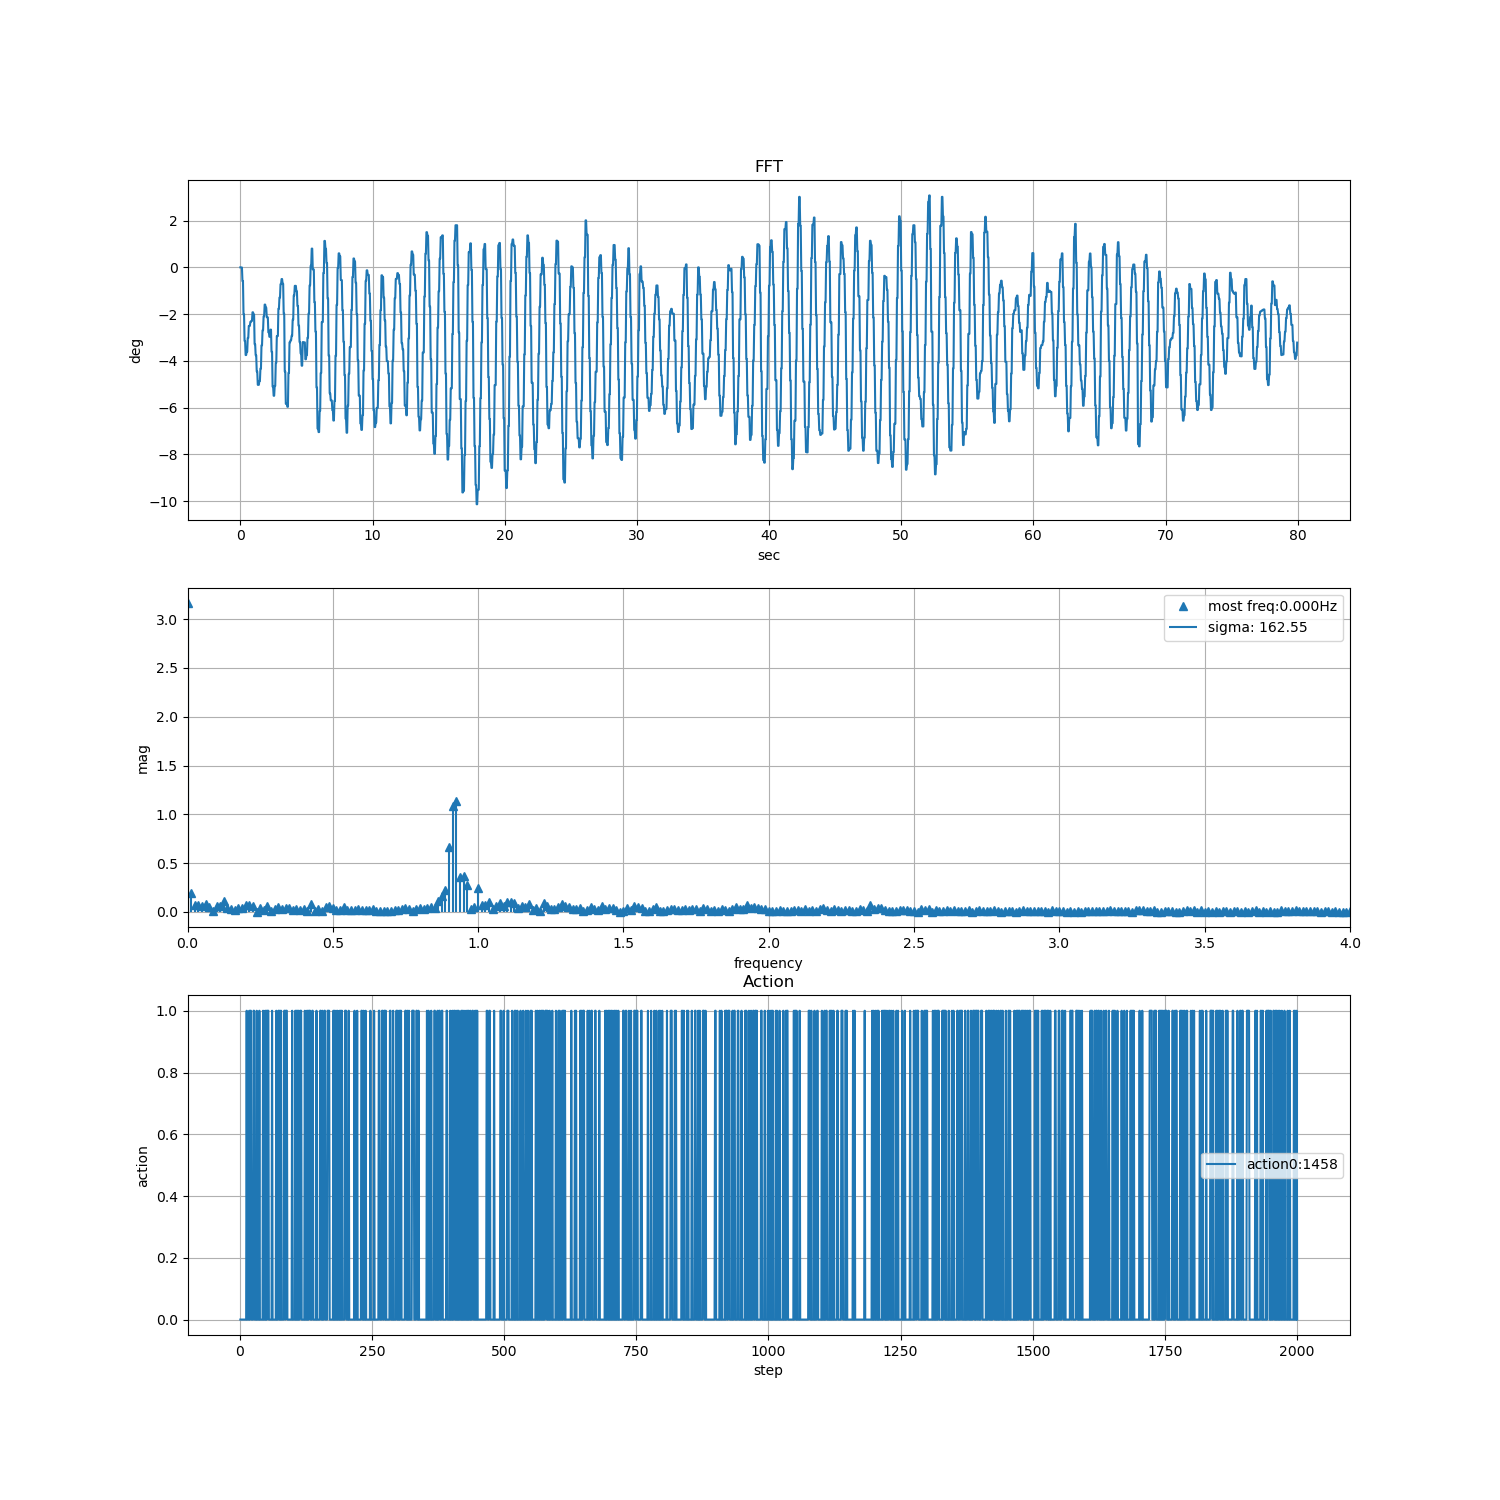 FFT
2
0
−2
−4
−6
−8
−10
deg
0 10 20 30 40 50 60 70 80
sec
most freq:0.000Hz
sigma: 162.55
3.0
2.5
2.0
1.5
1.0
0.5
0.0
mag
0.0 0.5 1.0 1.5 2.0 2.5 3.0 3.5 4.0
frequency
Action
1.0
0.8
0.6
0.4
0.2
0.0
action
action0:1458
0 250 500 750 1000 1250 1500 1750 2000
step